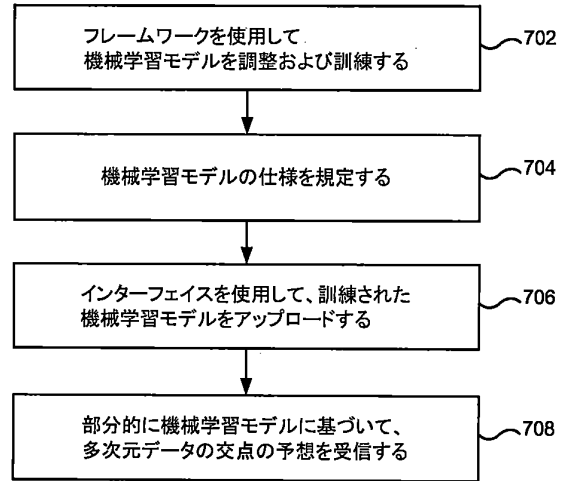 フレームワークを使用して
機械学習モデルを調整および訓練する
702
機械学習モデルの仕様を規定する
704
インターフェイスを使用して、訓練された
機械学習モデルをアップロードする
706
部分的に機械学習モデルに基づいて、
多次元データの交点の予想を受信する
708